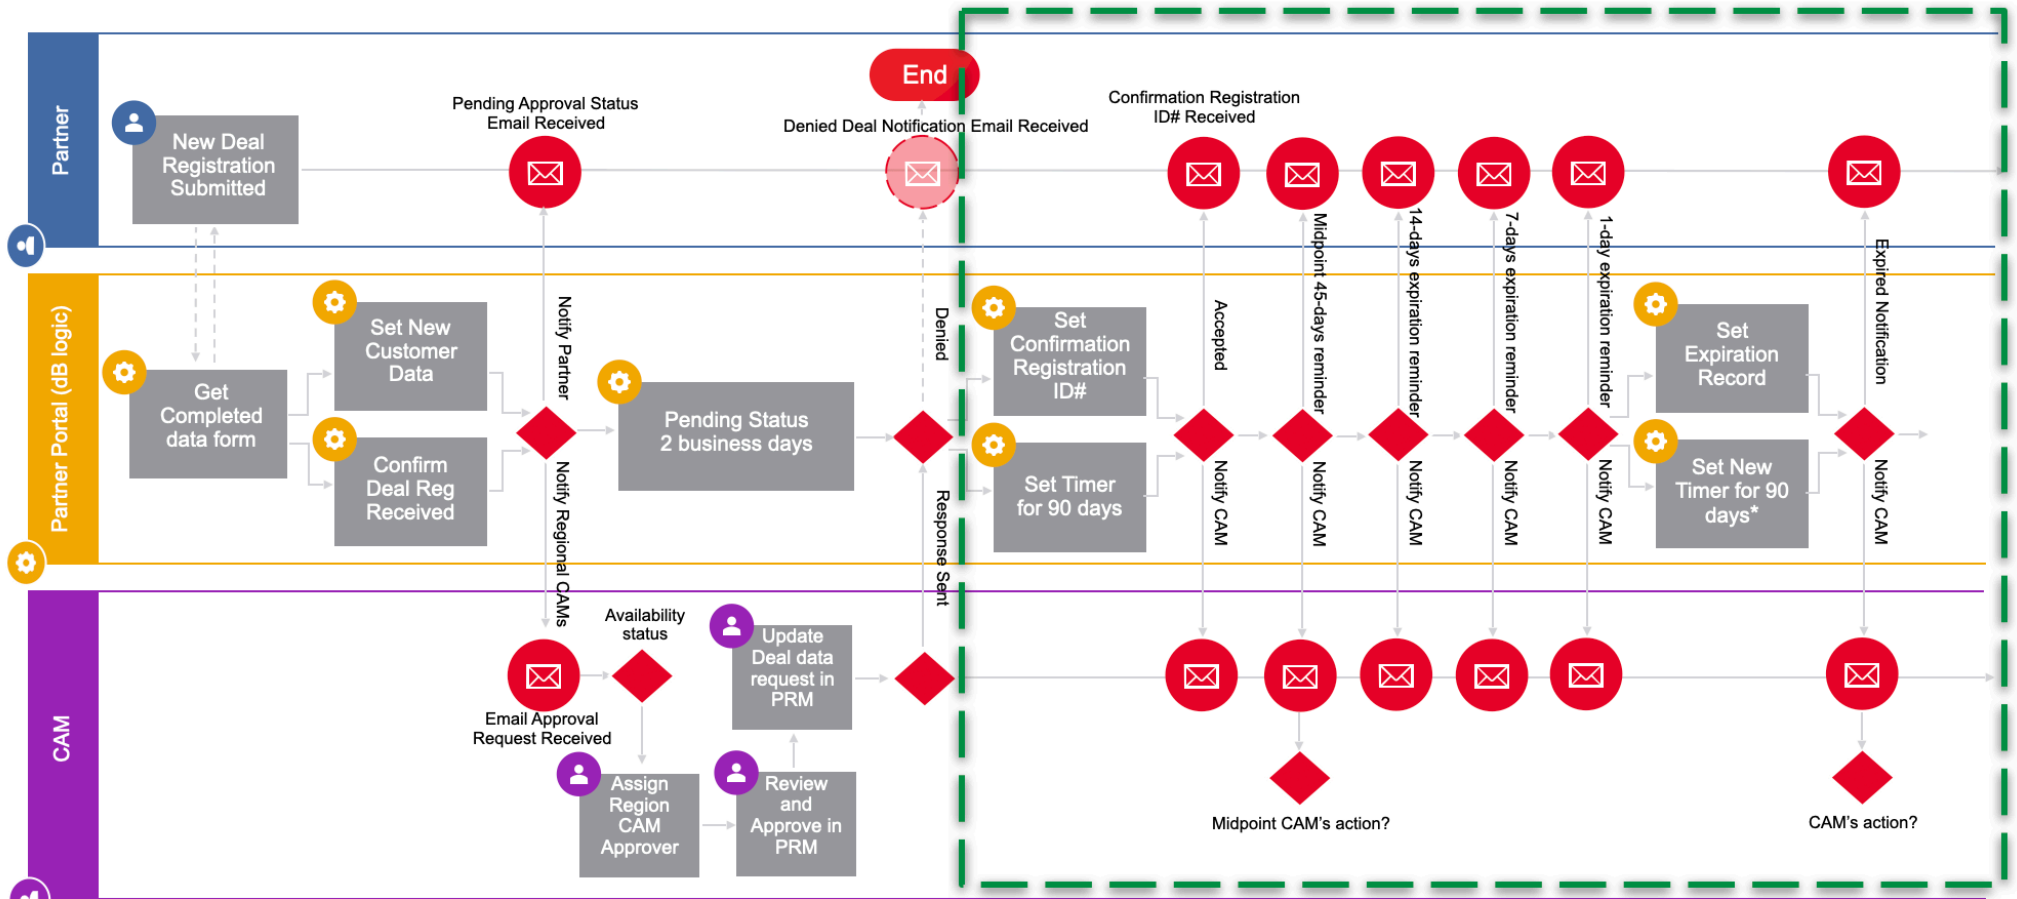 End
Pending Approval Status
Email Received
Confirmation Registration
ID# Received
Denied Deal Notification Email Received
Partner
New Deal
Registration
Submitted
Midpoint 45-days reminder
14-days expiration reminder
7-days expiration reminder
1-day expiration reminder
Expired Notification
Partner Portal (dB logic)
Get
Completed
data form
Set New
Customer
Data
Confirm
Deal Reg
Received
Notify Partner
Notify Regional CAMs
Pending Status
2 business days
Denied
Response Sent
Set
Confirmation
Registration
ID#
Set Timer
for 90 days
Accepted
Notify CAM
Notify CAM
Notify CAM
Notify CAM
Notify CAM
Set
Expiration
Record
Set New
Timer for 90
days*
Notify CAM
CAM
Email Approval
Request Received
Availability
status
Assign
Region
CAM
Approver
Review
and
Approve in
PRM
Update
Deal data
request in
PRM
Midpoint CAM's action?
CAM's action?